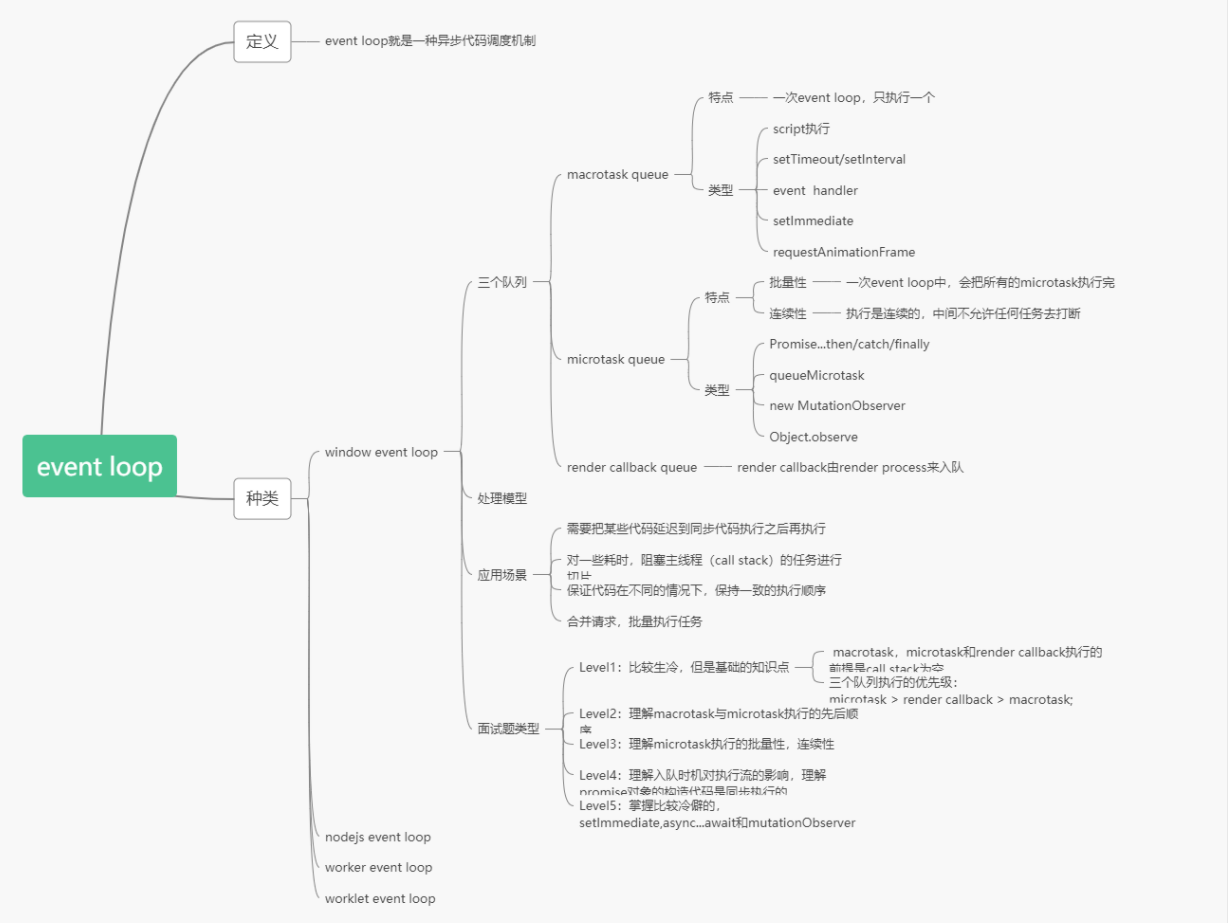 event loop
定义
event loop就是一种异步代码调度机制
种类
window event loop
三个队列
macrotask queue
特点
一次event loop，只执行一个
类型
script执行
setTimeout/setInterval
event  handler
setImmediate
requestAnimationFrame
microtask queue
特点
批量性
一次event loop中，会把所有的microtask执行完
连续性
执行是连续的，中间不允许任何任务去打断
类型
Promise...then/catch/finally
queueMicrotask
new MutationObserver
Object.observe
render callback queue
render callback由render process来入队
处理模型
应用场景
需要把某些代码延迟到同步代码执行之后再执行
对一些耗时，阻塞主线程（call stack）的任务进行
切片
保证代码在不同的情况下，保持一致的执行顺序
合并请求，批量执行任务
面试题类型
Level1：比较生冷，但是基础的知识点
macrotask，microtask和render callback执行的
前提是call stack为空
三个队列执行的优先级：
microtask > render callback > macrotask;
Level2：理解macrotask与microtask执行的先后顺
序
Level3：理解microtask执行的批量性，连续性
Level4：理解入队时机对执行流的影响，理解
promise对象的构造代码是同步执行的
Level5：掌握比较冷僻的，
setImmediate,async...await和mutationObserver
nodejs event loop
worker event loop
worklet event loop